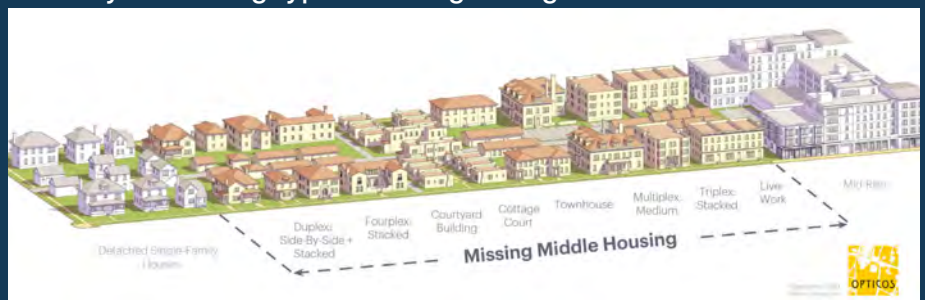 Detached Single-Family
Houses
Duplex:
Side-By-Side +
Stacked
Fourplex:
Stacked
Courtyard
Building
Cottage
Court
Townhouse
Multiplex:
Medium
Triplex:
Stacked
Live-
Work
Mid-Rise
Missing Middle Housing
OPTICOS